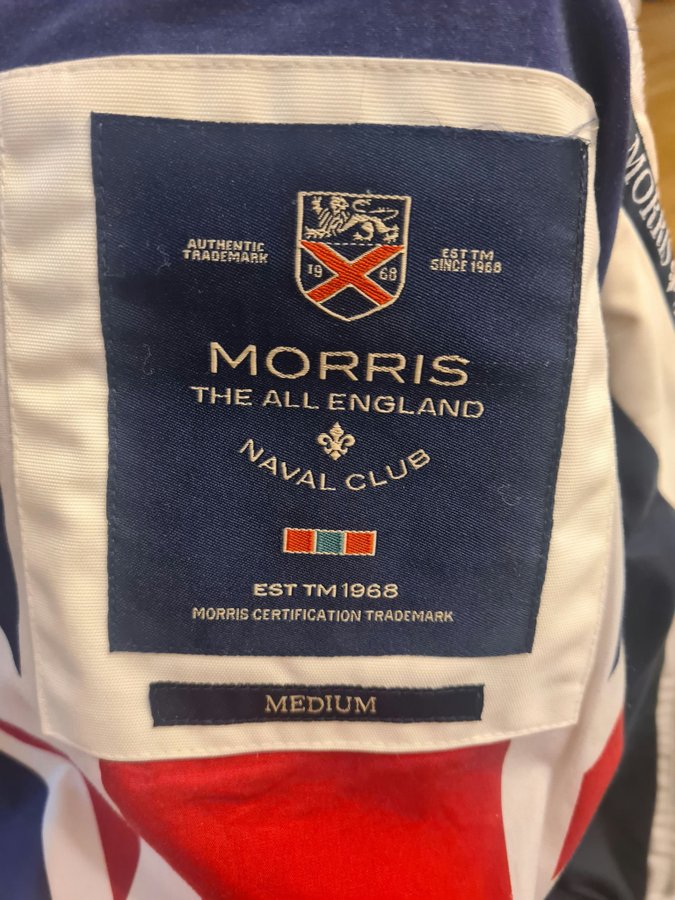 AUTHENTIC
TRADEMARK
19 68
EST TM
SINCE 1968
MORRIS
THE ALL ENGLAND
NAVAL CLUB
EST TM 1968
MORRIS CERTIFICATION TRADEMARK
MEDIUM
MORRIS